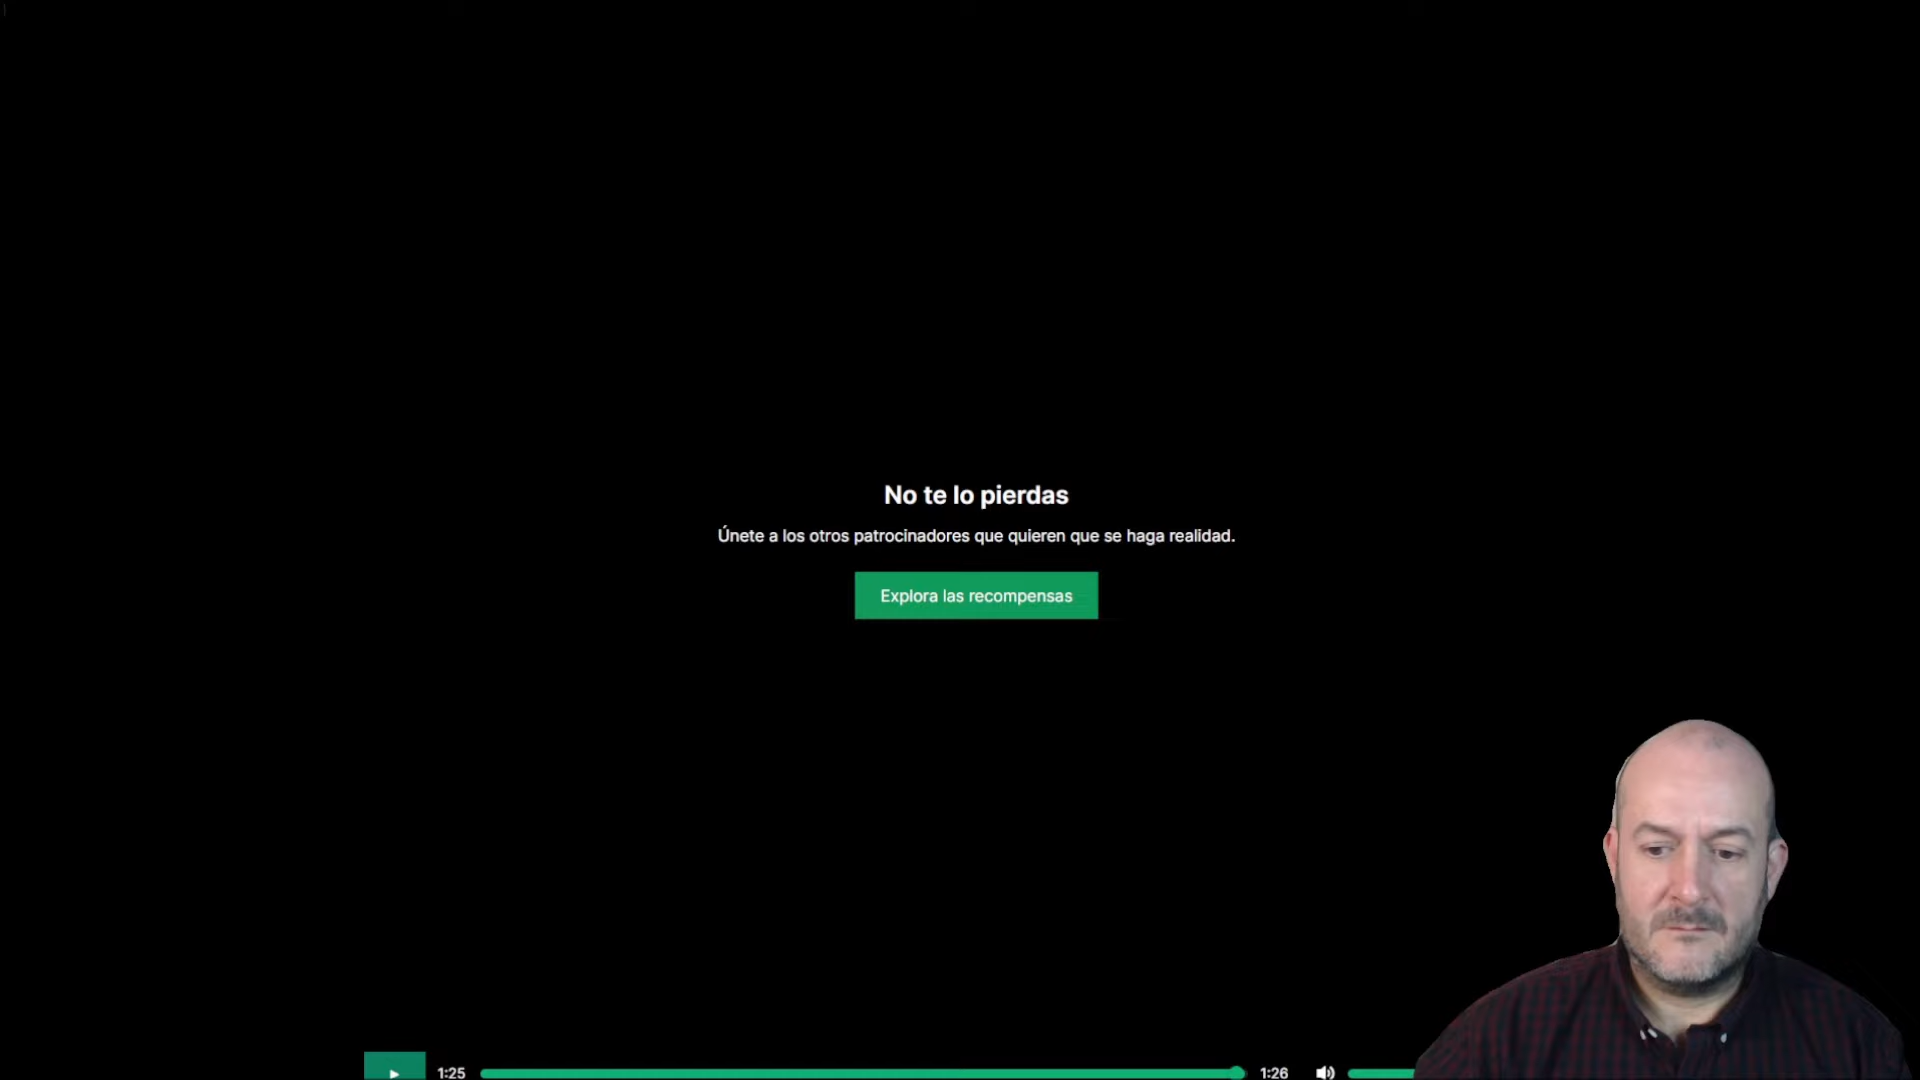 No te lo pierdas
Únete a los otros patrocinadores que quieren que se haga realidad.
Explora las recompensas
1:25
1:26